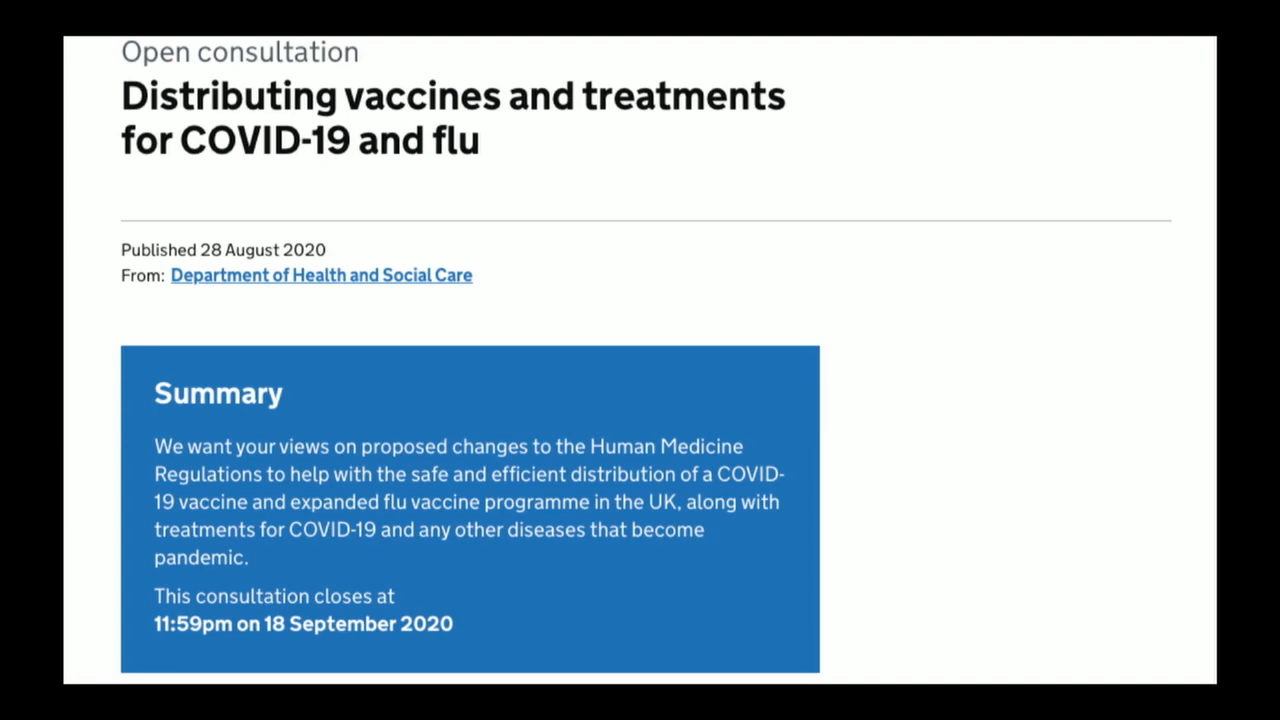 Open consultation
Distributing vaccines and treatments
for COVID-19 and flu
Published 28 August 2020
From: Department of Health and Social Care
Summary
We want your views on proposed changes to the Human Medicine
Regulations to help with the safe and efficient distribution of a COVID-
19 vaccine and expanded flu vaccine programme in the UK, along with
treatments for COVID-19 and any other diseases that become
pandemic.
This consultation closes at
11:59pm on 18 September 2020